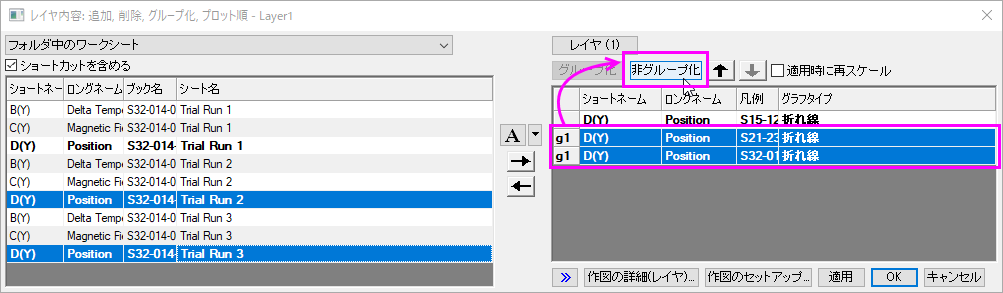 レイヤ内容: 追加, 削除, グループ化, プロット順 - Layer1
フォルダ中のワークシート
ショートカットを含める
ショートネーム ロングネーム ブック名 シート名
B(Y) Delta Tempe S32-014-0 Trial Run 1
C(Y) Magnetic Fie S32-014-0 Trial Run 1
D(Y) Position S32-014- Trial Run 1
B(Y) Delta Tempe S32-014-0 Trial Run 2
C(Y) Magnetic Fie S32-014-0 Trial Run 2
D(Y) Position S32-014- Trial Run 2
B(Y) Delta Tempe S32-014-0 Trial Run 3
C(Y) Magnetic Fie S32-014-0 Trial Run 3
D(Y) Position S32-014- Trial Run 3
A
レイヤ (1)
グループ化 非グループ化 適用時に再スケール
ショートネーム ロングネーム 凡例 グラフタイプ
D(Y) Position S15-12 折れ線
g1 D(Y) Position S21-23 折れ線
g1 D(Y) Position S32-01 折れ線
» 作図の詳細(レイヤ)... 作図のセットアップ... 適用 OK キャンセル